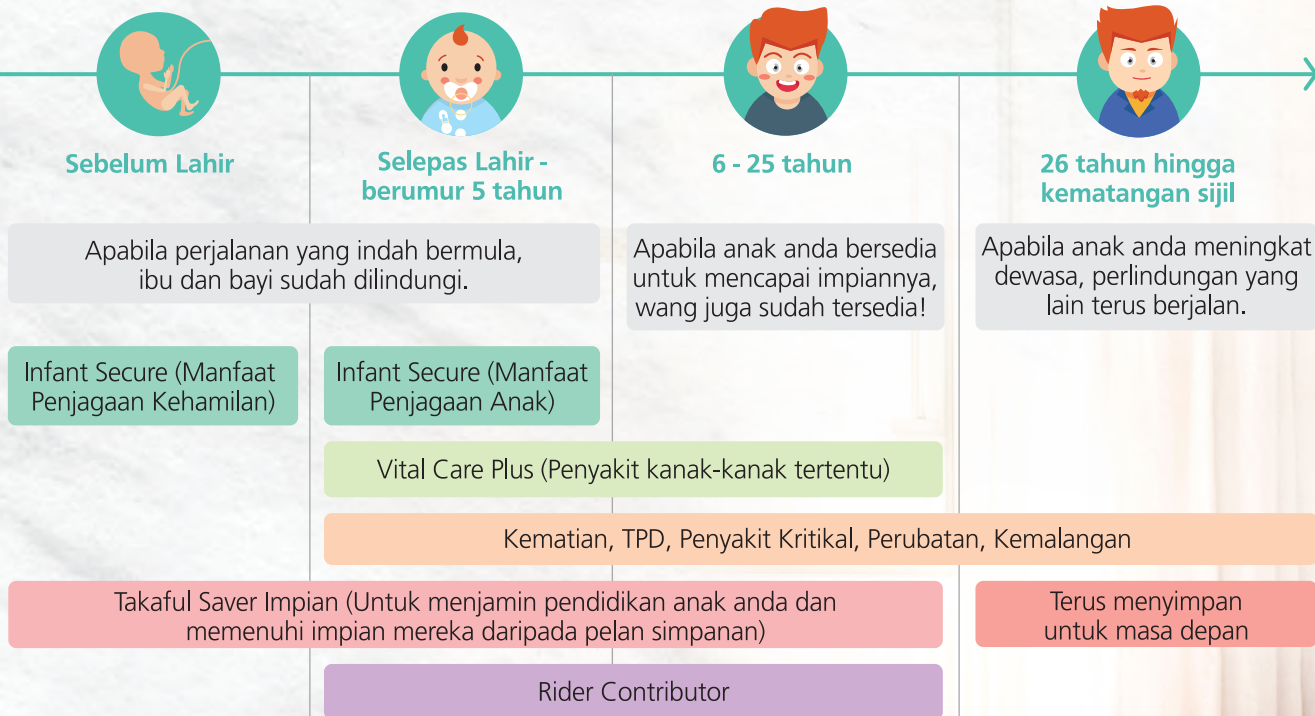 Sebelum Lahir
Selepas Lahir -
berumur 5 tahun
6 - 25 tahun
26 tahun hingga
kematangan sijil
Apabila perjalanan yang indah bermula,
ibu dan bayi sudah dilindungi.
Apabila anak anda bersedia
untuk mencapai impiannya,
wang juga sudah tersedia!
Apabila anak anda meningkat
dewasa, perlindungan yang
lain terus berjalan.
Infant Secure (Manfaat
Penjagaan Kehamilan)
Infant Secure (Manfaat
Penjagaan Anak)
Vital Care Plus (Penyakit kanak-kanak tertentu)
Kematian, TPD, Penyakit Kritikal, Perubatan, Kemalangan
Takaful Saver Impian (Untuk menjamin pendidikan anak anda dan
memenuhi impian mereka daripada pelan simpanan)
Terus menyimpan
untuk masa depan
Rider Contributor